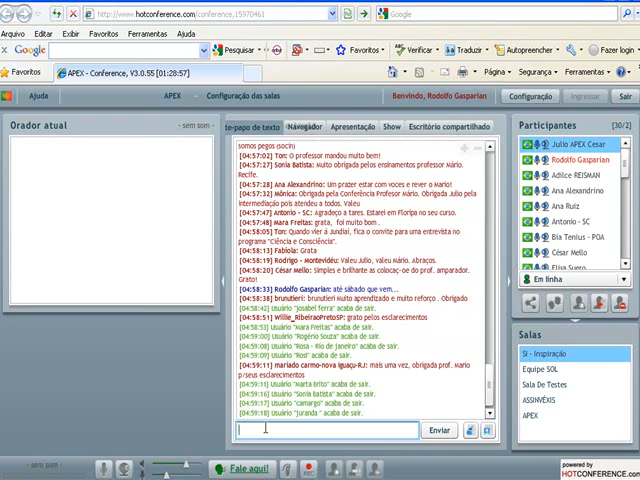 http://www.hotconference.com/conference,15970461
Google
Arquivo Editar Exibir Favoritos Ferramentas Ajuda
Google Pesquisar Favoritos Verificar Traduzir Autopreencher Fazer login
Favoritos APEX - Conference, V3.0.55 [01:28:57] Página Segurança Ferramentas
Ajuda APEX - Configuração das salas Benvindo, Rodolfo Gasparian Configuração Ingressar Sair
Orador atual - sem som -
te-papo de texto Navegador Apresentação Show Escritório compartilhado
Participantes [30/2]
somos pegos (socin)
[04:57:02] Ton: O professor mandou muito bem!
[04:57:27] Sonia Batista: Muito obrigada pelos ensinamentos professor Mário.
Recife.
[04:57:28] Ana Alexandrino: Um prazer estar com voces e rever o Mario!
[04:57:32] Mônica: Obrigada pela Conferência Profesor Mário. Obrigada Julio pela
intermediação pois atendeu a todos. Valeu
[04:57:47] Antonio - SC: Agradeço a tares. Estarei em Floripa no seu curso.
[04:57:48] Mara Freitas: grata, foi muito bom..
[04:58:05] Ton: Quando vier á Jundiai, fica o convite para uma entrevista no
programa "Ciência e Consciência".
[04:58:13] Fabíola: Grata
[04:58:19] Rodrigo - Montevidéu: Valeu Julio, valeu Mário. Abraços.
[04:58:20] César Mello: Simples e brilhante as colocaç-oe do prof. amparador.
Grato!
[04:58:33] Rodolfo Gasparian: até sábado que vem...
[04:58:38] brunutieri: brunutieri muito aprendizado e muito reforço . Obrigado
[04:58:42] Usuário "josabel ferra" acaba de sair.
[04:58:51] Willie_RibeiraoPretoSP: grato pelos esclarecimentos
[04:58:53] Usuário "Mara Freitas" acaba de sair.
[04:59:00] Usuário "Rogério Souza" acaba de sair.
[04:59:08] Usuário "Rosa - Rio de janeiro" acaba de sair.
[04:59:09] Usuário "Rosi" acaba de sair.
[04:59:11] mariado carmo-nova iguaçu-RJ: mais uma vez, obrigada prof. Mario
p/seus esclarecimentos
[04:59:11] Usuário "Marta Brito" acaba de sair.
[04:59:16] Usuário "Sonia Batista" acaba de sair.
[04:59:17] Usuário "camargo" acaba de sair.
[04:59:18] Usuário "Juranda " acaba de sair.
Enviar
Julio APEX Cesar
Rodolfo Gasparian
Adilce REISMAN
Ana Alexandrino
Ana Ruiz
Antonio - SC
Bia Tenius - POA
César Mello
Elisa Suero
Em linha
Salas
SI - Inspiração
Equipe SOL
Sala De Testes
ASSINVÉXIS
APEX
- sem som -
Fale aqui!
REC
powered by
HOTCONFERENCE.com